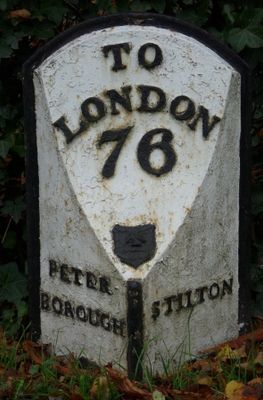 TO
LONDON
76
PETER
BOROUGH
STILTON